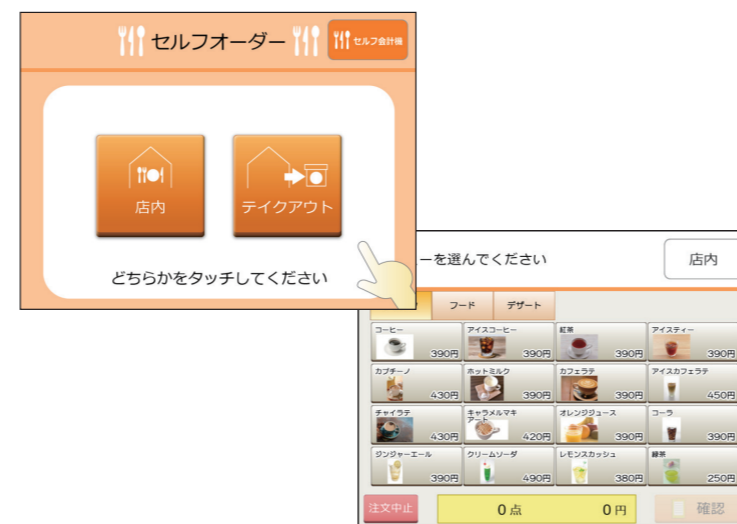 セルフオーダー
セルフ会計機
店内
テイクアウト
どちらかをタッチしてください
ーを選んでください
店内
フード
デザート
コーヒー
390円
アイスコーヒー
390円
紅茶
390円
アイスティー
390円
カプチーノ
430円
ホットミルク
390円
カフェラテ
390円
アイスカフェラテ
450円
チャイラテ
430円
キャラメルマキ
アート
420円
オレンジジュース
390円
コーラ
390円
ジンジャーエール
390円
クリームソーダ
490円
レモンスカッシュ
380円
緑茶
250円
注文中止
0点
0円
確認